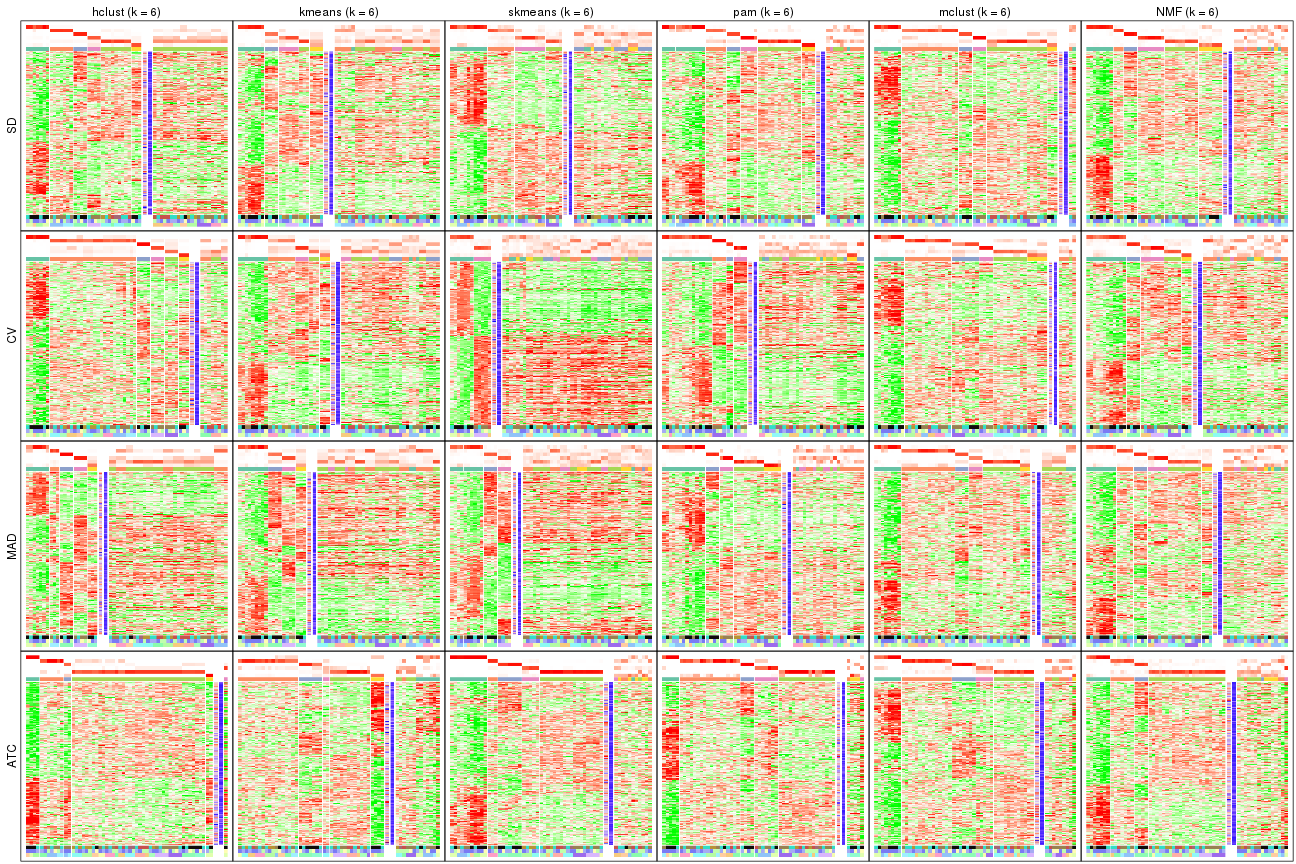 hclust (k = 6)
kmeans (k = 6)
skmeans (k = 6)
pam (k = 6)
mclust (k = 6)
NMF (k = 6)
SD
CV
MAD
ATC